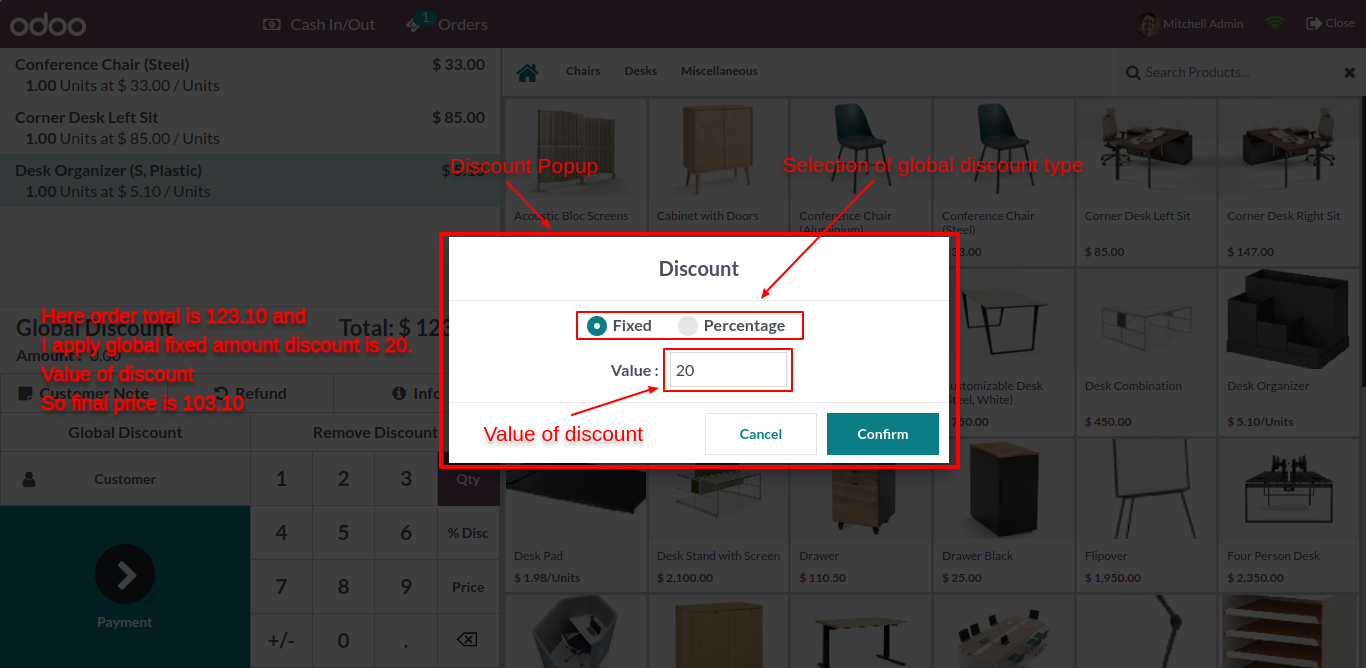 odoo
Cash In/Out
1
Orders
Mitchell Admin
Close
Conference Chair (Steel)
$ 33.00
1.00 Units at $ 33.00 / Units
Corner Desk Left Sit
$ 85.00
1.00 Units at $ 85.00 / Units
Desk Organizer (S, Plastic)
1.00 Units at $ 5.10 / Units
Chairs
Desks
Miscellaneous
Search Products...
Discount Popup
Selection of global discount type
Acoustic Bloc Screens
Cabinet with Doors
Conference Chair
(Aluminium)
Conference Chair
(Steel)
33.00
Corner Desk Left Sit
$ 85.00
Corner Desk Right Sit
$ 147.00
Discount
Fixed
Percentage
Value :
20
Value of discount
Cancel
Confirm
Global Discount
Total: $ 123
Amount : 0.00
Here order total is 123.10 and
I apply global fixed amount discount is 20.
Value of discount
So final price is 103.10
Customer Note
Refund
Info
Global Discount
Remove Discount
Customer
1
2
3
Qty
4
5
6
% Disc
7
8
9
Price
+/-
0
.
Payment
Customizable Desk
(Steel, White)
750.00
Desk Combination
$ 450.00
Desk Organizer
$ 5.10/Units
Desk Pad
$ 1.98/Units
Desk Stand with Screen
$ 2,100.00
Drawer
$ 110.50
Drawer Black
$ 25.00
Flipover
$ 1,950.00
Four Person Desk
$ 2,350.00